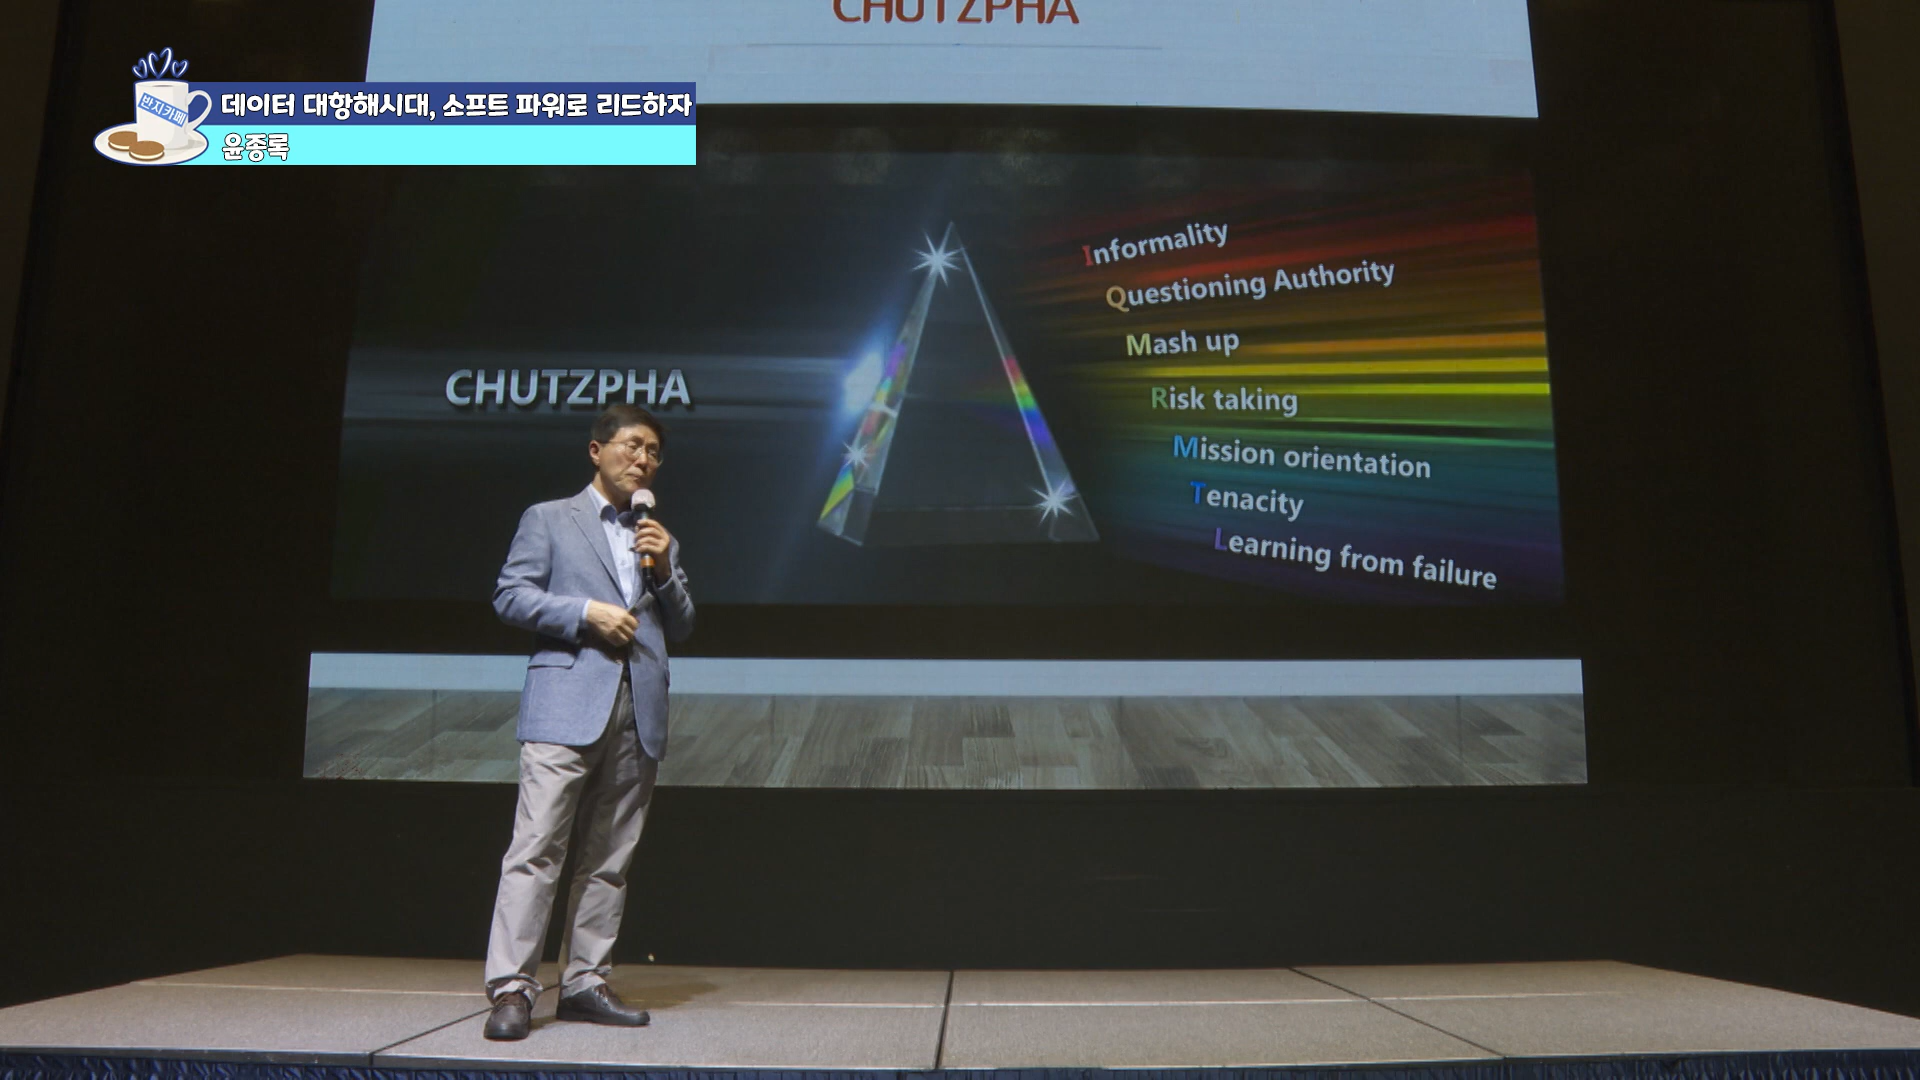 CHUTZPHA
반지카페
데이터 대항해시대, 소프트 파워로 리드하자
윤종록
CHUTZPHA
Informality
Questioning Authority
Mash up
Risk taking
Mission orientation
Tenacity
Learning from failure